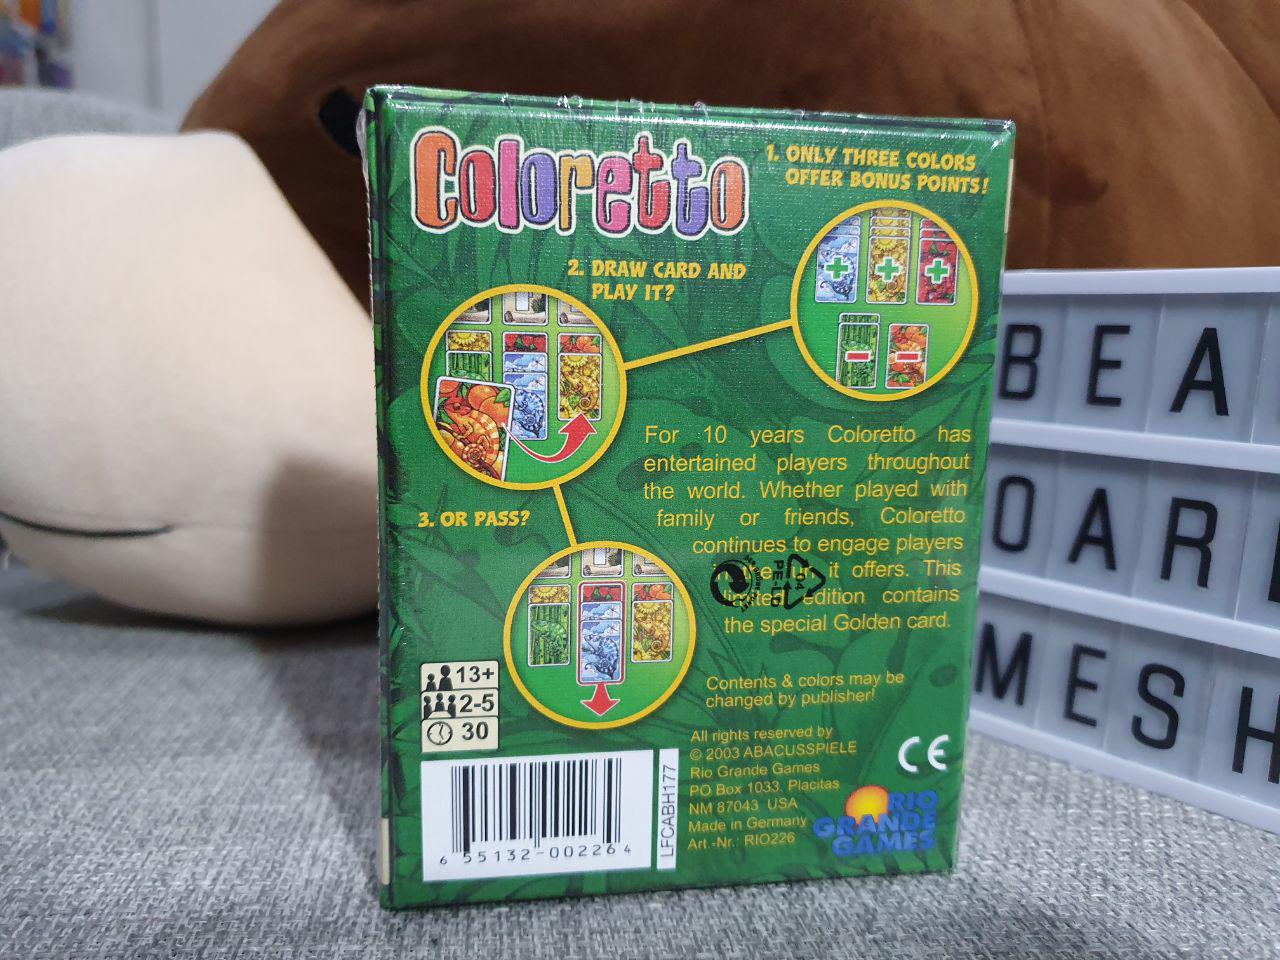 Coloretto
1. ONLY THREE COLORS
OFFER BONUS POINTS!
2. DRAW CARD AND
PLAY IT?
3. OR PASS?
For 10 years Coloretto has
entertained players throughout
the world. Whether played with
family or friends, Coloretto
continues to engage players
it offers. This
limited edition contains
the special Golden card.
04
PE-LD
Contents & colors may be
changed by publisher!
13+
2-5
30
All rights reserved by
© 2003 ABACUSSPIELE
Rio Grande Games
PO Box 1033, Placitas
NM 87043 USA
Made in Germany
Art.-Nr.: RIO226
CE
RIO
GRANDE
GAMES
LFCABH177
6 55132-00226 4
BEA
OAR
MESH